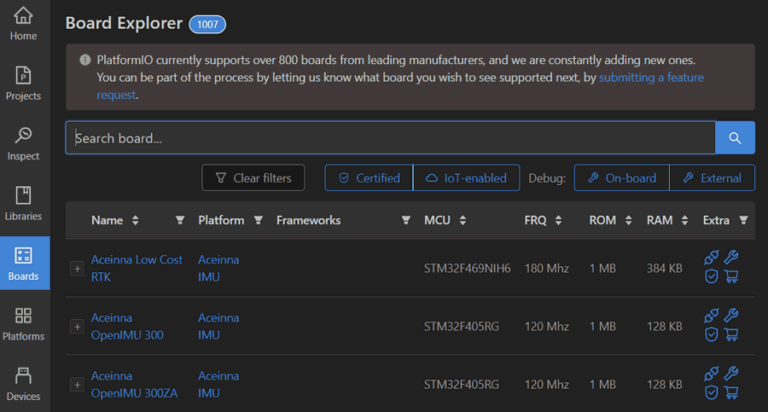 Home
Projects
Inspect
Libraries
Boards
Platforms
Devices
Board Explorer 1007
PlatformIO currently supports over 800 boards from leading manufacturers, and we are constantly adding new ones.
You can be part of the process by letting us know what board you wish to see supported next, by submitting a feature
request.
Search board...
Clear filters Certified IoT-enabled Debug: On-board External
Name Platform Frameworks MCU FRQ ROM RAM Extra
Aceinna Low Cost Aceinna
RTK IMU STM32F469NIH6 180 Mhz 1 MB 384 KB
Aceinna Aceinna
OpenIMU 300 IMU STM32F405RG 120 Mhz 1 MB 128 KB
Aceinna Aceinna
OpenIMU 300ZA IMU STM32F405RG 120 Mhz 1 MB 128 KB